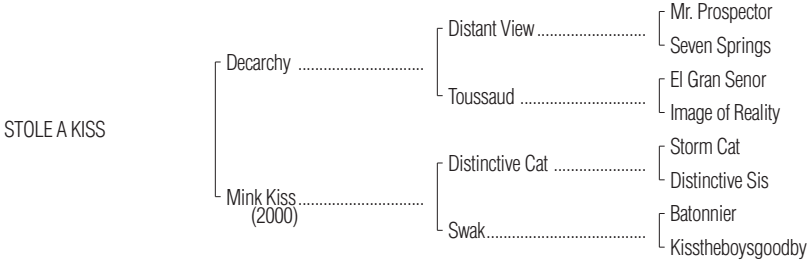 Mr. Prospector
Distant View ..........................
Seven Springs
Decarchy ..............................
El Gran Senor
Toussaud ..............................
Image of Reality
STOLE A KISS
Storm Cat
Distinctive Cat ......................
Distinctive Sis
Mink Kiss ..............................
(2000)
Batonnier
Swak......................................
Kisstheboysgoodby